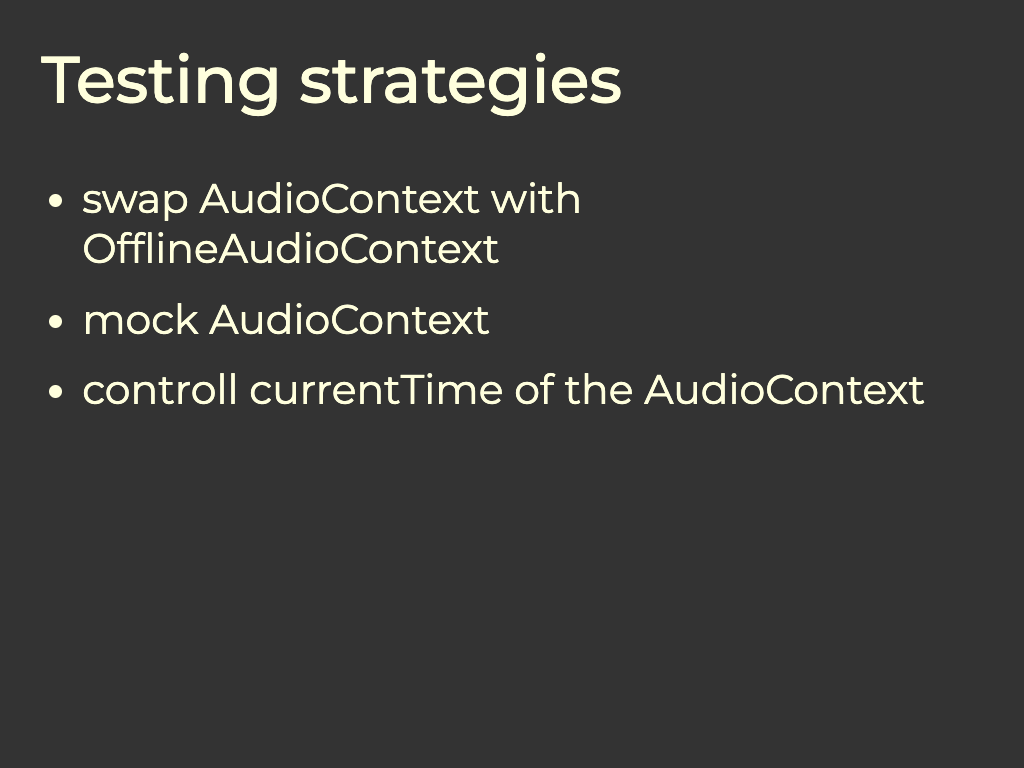 Testing strategies
• swap AudioContext with
OfflineAudioContext
• mock AudioContext
• controll currentTime of the AudioContext